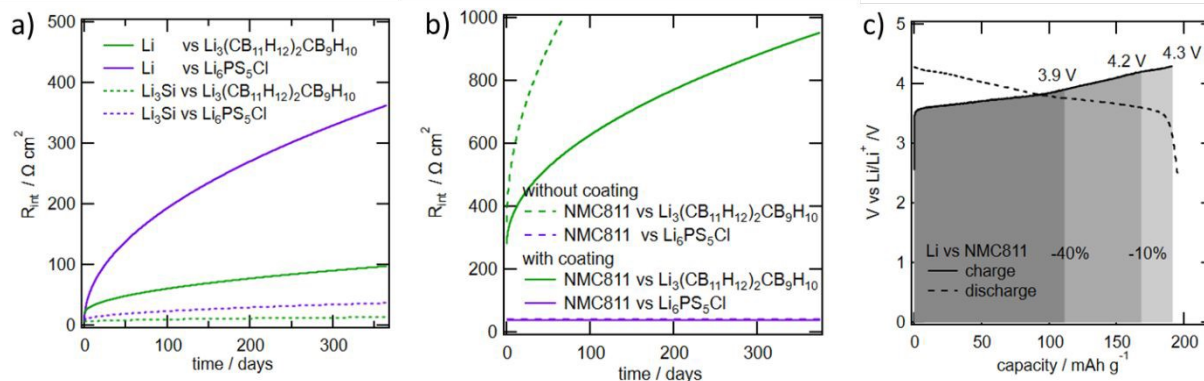 a)
500
400
300
200
100
0
R_int / Ω cm²
Li vs Li₃(CB₁₁H₁₂)₂CB₉H₁₀
Li vs Li₆PS₅Cl
Li₃Si vs Li₃(CB₁₁H₁₂)₂CB₉H₁₀
Li₃Si vs Li₆PS₅Cl
0 100 200 300
time / days
b)
1000
800
600
400
200
0
R_int / Ω cm²
without coating
NMC811 vs Li₃(CB₁₁H₁₂)₂CB₉H₁₀
NMC811 vs Li₆PS₅Cl
with coating
NMC811 vs Li₃(CB₁₁H₁₂)₂CB₉H₁₀
NMC811 vs Li₆PS₅Cl
0 100 200 300
time / days
c)
5
4
3
2
1
0
V vs Li/Li⁺ /V
3.9 V
4.2 V
4.3 V
Li vs NMC811
-40%
-10%
charge
discharge
0 50 100 150 200
capacity / mAh g⁻¹